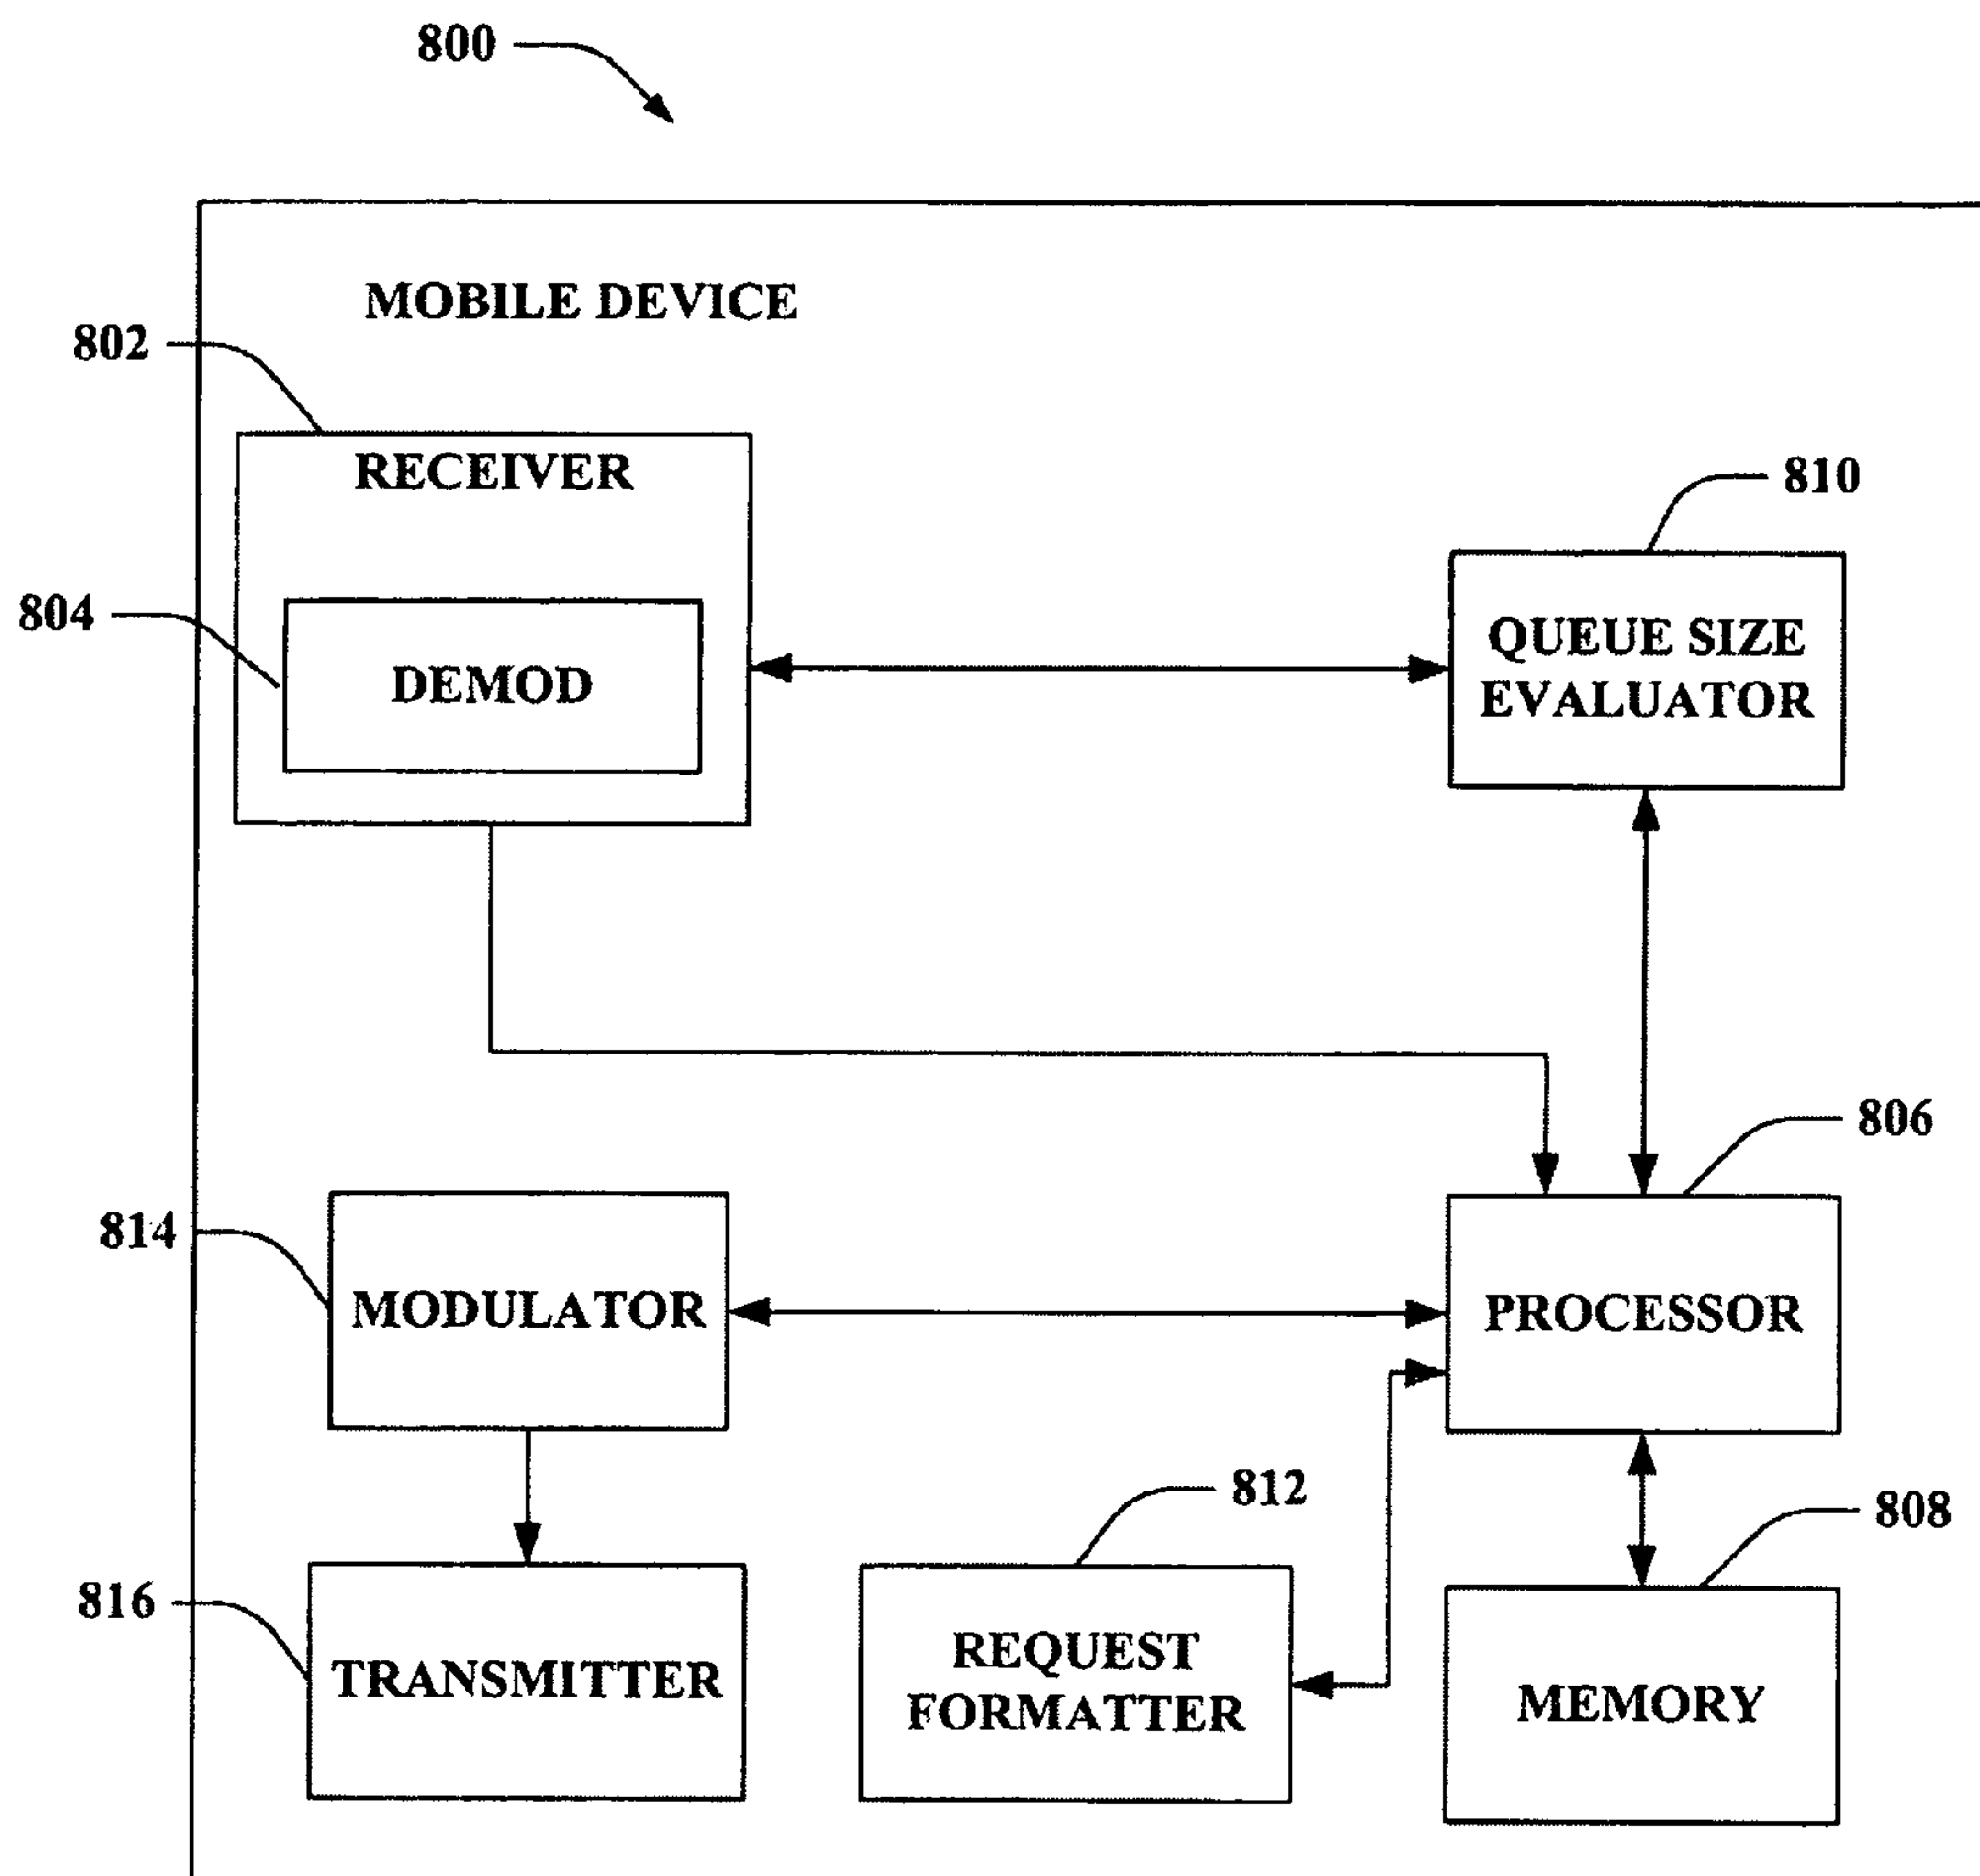 800
MOBILE DEVICE
802
RECEIVER
810
804
DEMOD
QUEUE SIZE
EVALUATOR
806
814
MODULATOR
PROCESSOR
812
808
816
TRANSMITTER
REQUEST
FORMATTER
MEMORY